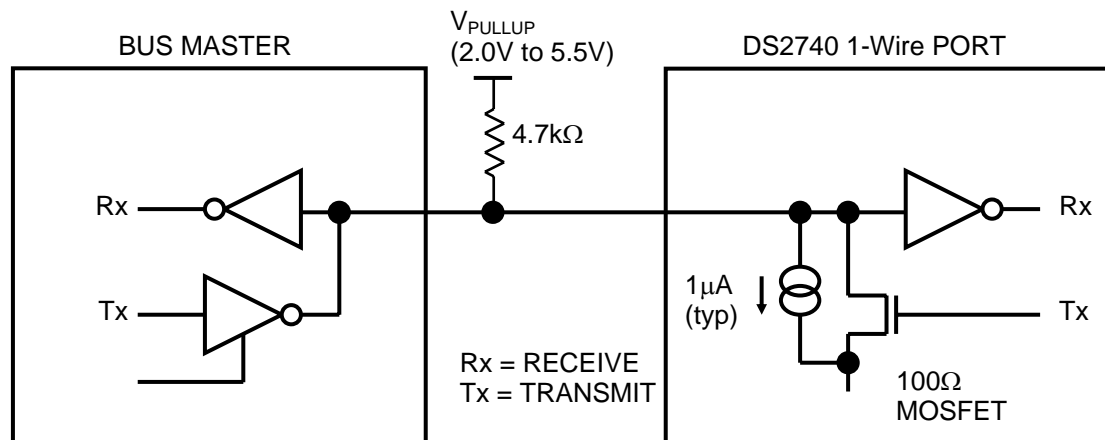 BUS MASTER
V_PULLUP
(2.0V to 5.5V)
DS2740 1-Wire PORT
4.7kΩ
Rx
Rx
Tx
1μA
(typ)
Tx
Rx = RECEIVE
Tx = TRANSMIT
100Ω
MOSFET